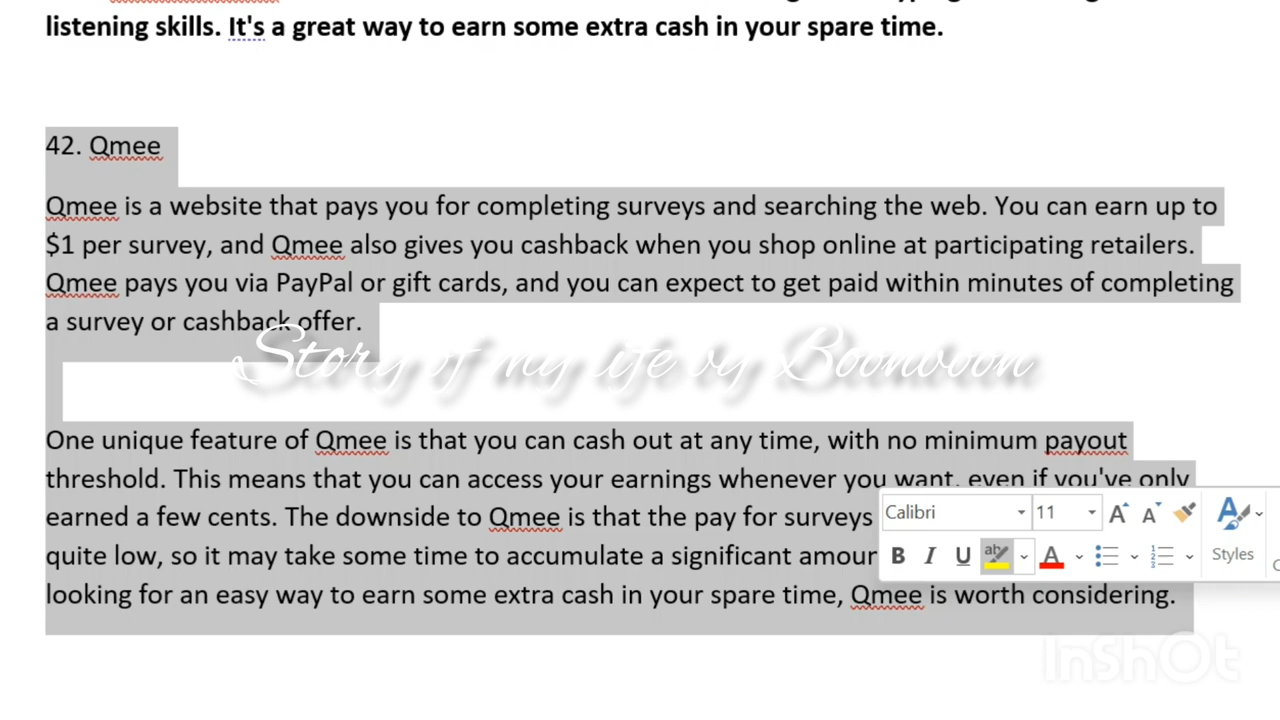 listening skills. It's a great way to earn some extra cash in your spare time.
42. Qmee
Qmee is a website that pays you for completing surveys and searching the web. You can earn up to
$1 per survey, and Qmee also gives you cashback when you shop online at participating retailers.
Qmee pays you via PayPal or gift cards, and you can expect to get paid within minutes of completing
a survey or cashback offer.
Story of my life by Boonboon
One unique feature of Qmee is that you can cash out at any time, with no minimum payout
threshold. This means that you can access your earnings whenever you want, even if you've only
earned a few cents. The downside to Qmee is that the pay for surveys
quite low, so it may take some time to accumulate a significant
looking for an easy way to earn some extra cash in your spare time, Qmee is worth considering.
Calibri 11
B I U ab A Styles
InShOt